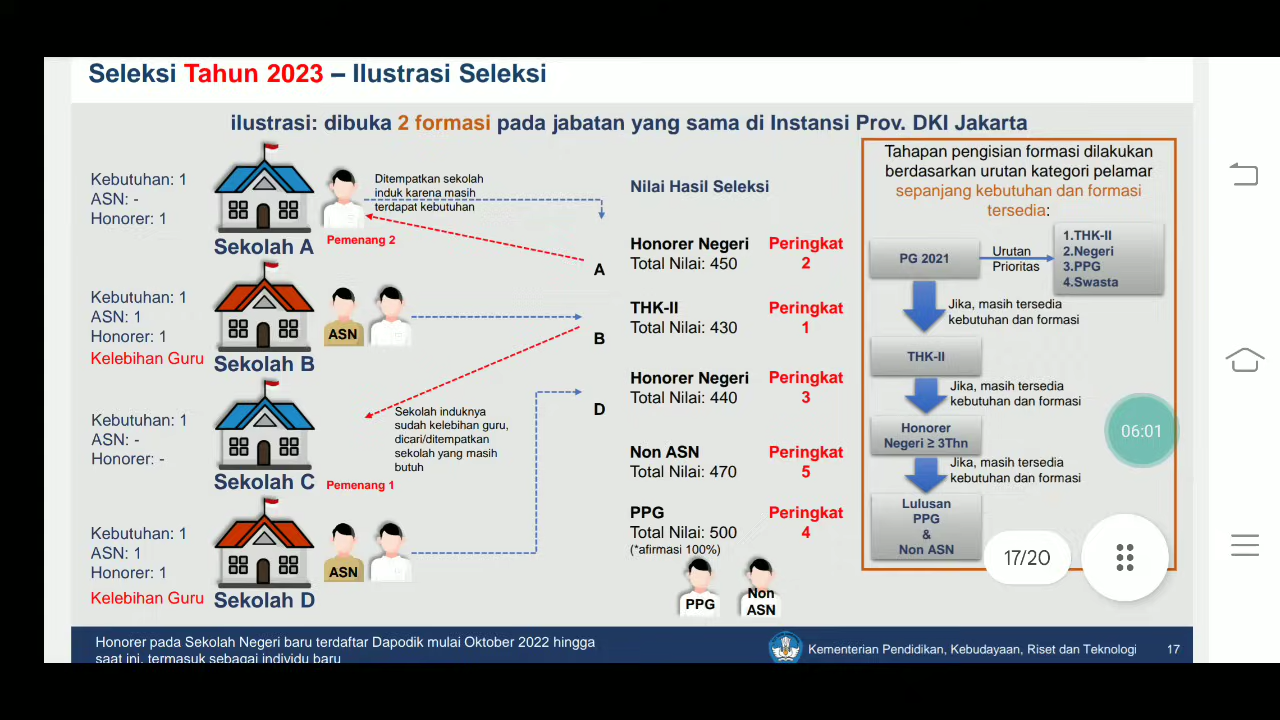 Seleksi Tahun 2023 – Ilustrasi Seleksi
ilustrasi: dibuka 2 formasi pada jabatan yang sama di Instansi Prov. DKI Jakarta
Kebutuhan: 1
ASN: -
Honorer: 1
Sekolah A
Ditempatkan sekolah
induk karena masih
terdapat kebutuhan
Pemenang 2
Kebutuhan: 1
ASN: 1
Honorer: 1
Kelebihan Guru
Sekolah B
ASN
Kebutuhan: 1
ASN: -
Honorer: -
Sekolah C
Sekolah induknya
sudah kelebihan guru,
dicari/ditempatkan
sekolah yang masih
butuh
Pemenang 1
Kebutuhan: 1
ASN: 1
Honorer: 1
Kelebihan Guru
Sekolah D
ASN
Nilai Hasil Seleksi
A
Honorer Negeri
Total Nilai: 450
Peringkat
2
B
THK-II
Total Nilai: 430
Peringkat
1
D
Honorer Negeri
Total Nilai: 440
Peringkat
3
Non ASN
Total Nilai: 470
Peringkat
5
PPG
Total Nilai: 500
(*afirmasi 100%)
Peringkat
4
PPG
Non
ASN
Tahapan pengisian formasi dilakukan
berdasarkan urutan kategori pelamar
sepanjang kebutuhan dan formasi
tersedia:
PG 2021
Urutan
Prioritas
1.THK-II
2.Negeri
3.PPG
4.Swasta
Jika, masih tersedia
kebutuhan dan formasi
THK-II
Jika, masih tersedia
kebutuhan dan formasi
Honorer
Negeri ≥ 3Thn
Jika, masih tersedia
kebutuhan dan formasi
Lulusan
PPG
&
Non ASN
06:01
17/20
Honorer pada Sekolah Negeri baru terdaftar Dapodik mulai Oktober 2022 hingga
saat ini, termasuk sebagai individu baru
Kementerian Pendidikan, Kebudayaan, Riset dan Teknologi
17